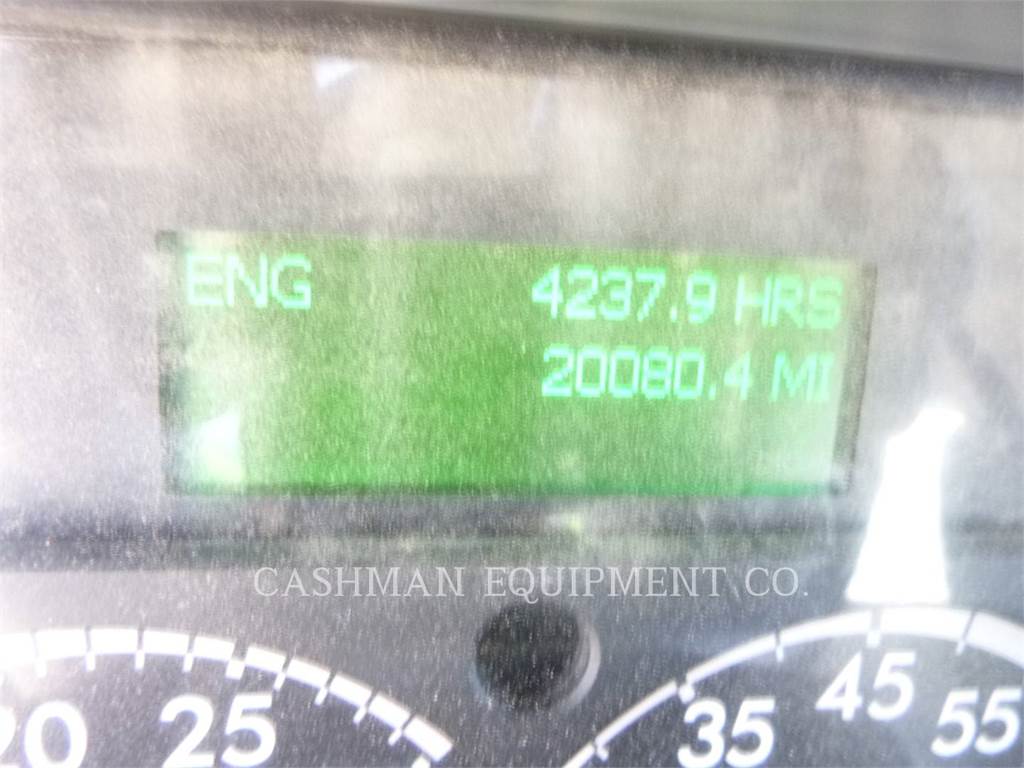 ENG 4237.9 HRS
20080.4 MI
CASHMAN EQUIPMENT CO.
20 25 35 45 55